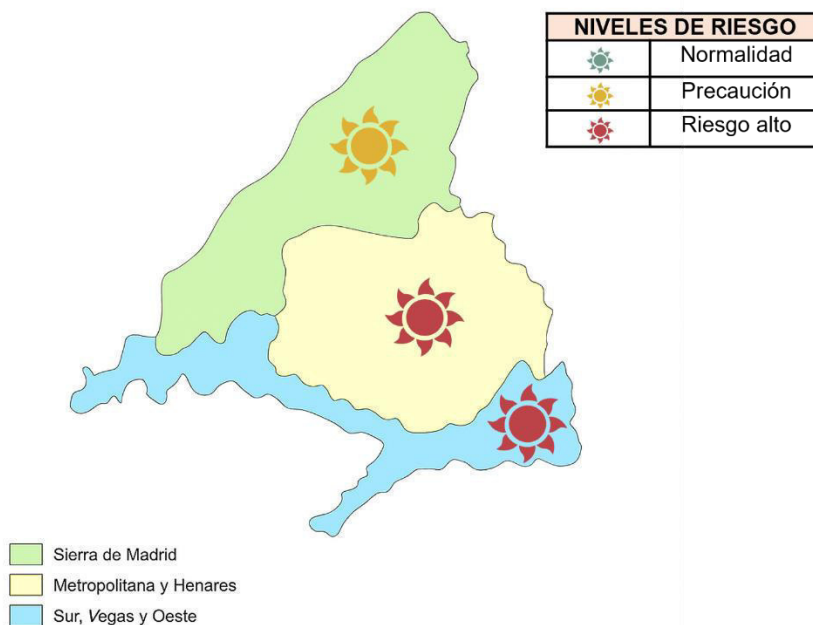 NIVELES DE RIESGO
Normalidad
Precaución
Riesgo alto
Sierra de Madrid
Metropolitana y Henares
Sur, Vegas y Oeste